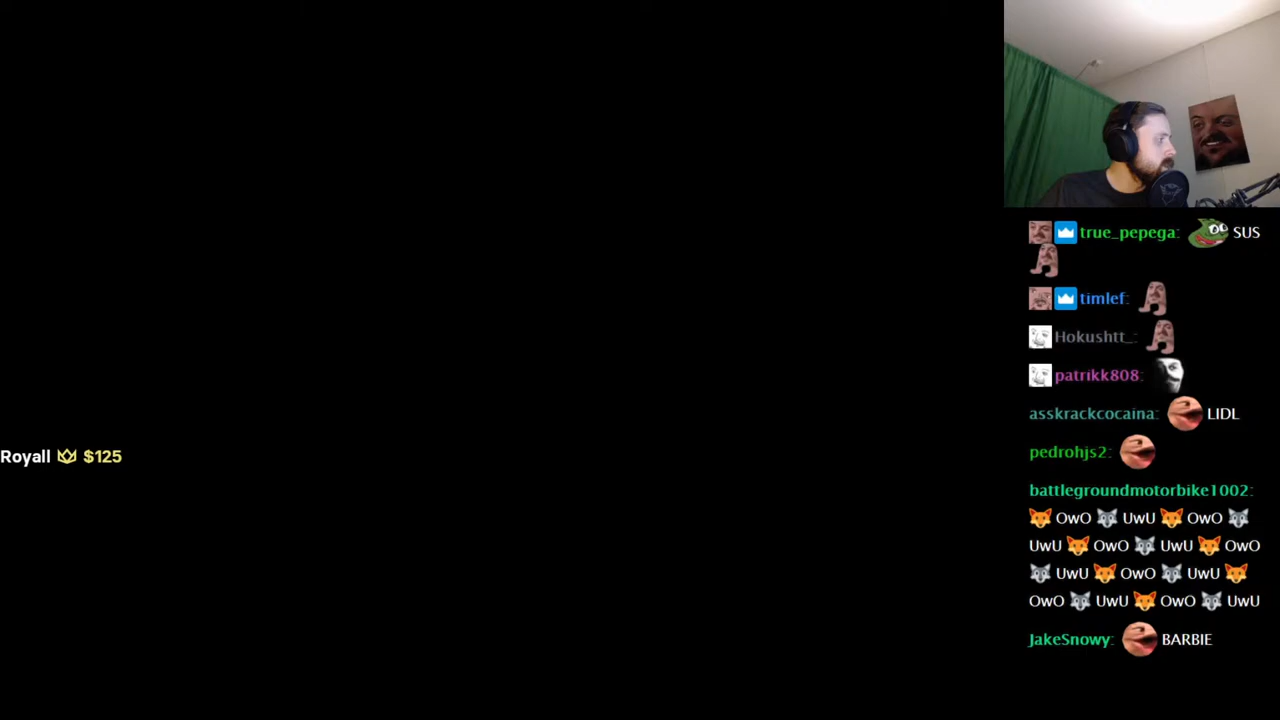 true_pepega: SUS
timlef:
Hokushtt_:
patrikk808:
asskrackcocaina: LIDL
Royall $125
pedrohjs2:
battlegroundmotorbike1002:
OwO UwU OwO
UwU OwO UwU OwO
UwU OwO UwU
OwO UwU OwO UwU
JakeSnowy: BARBIE